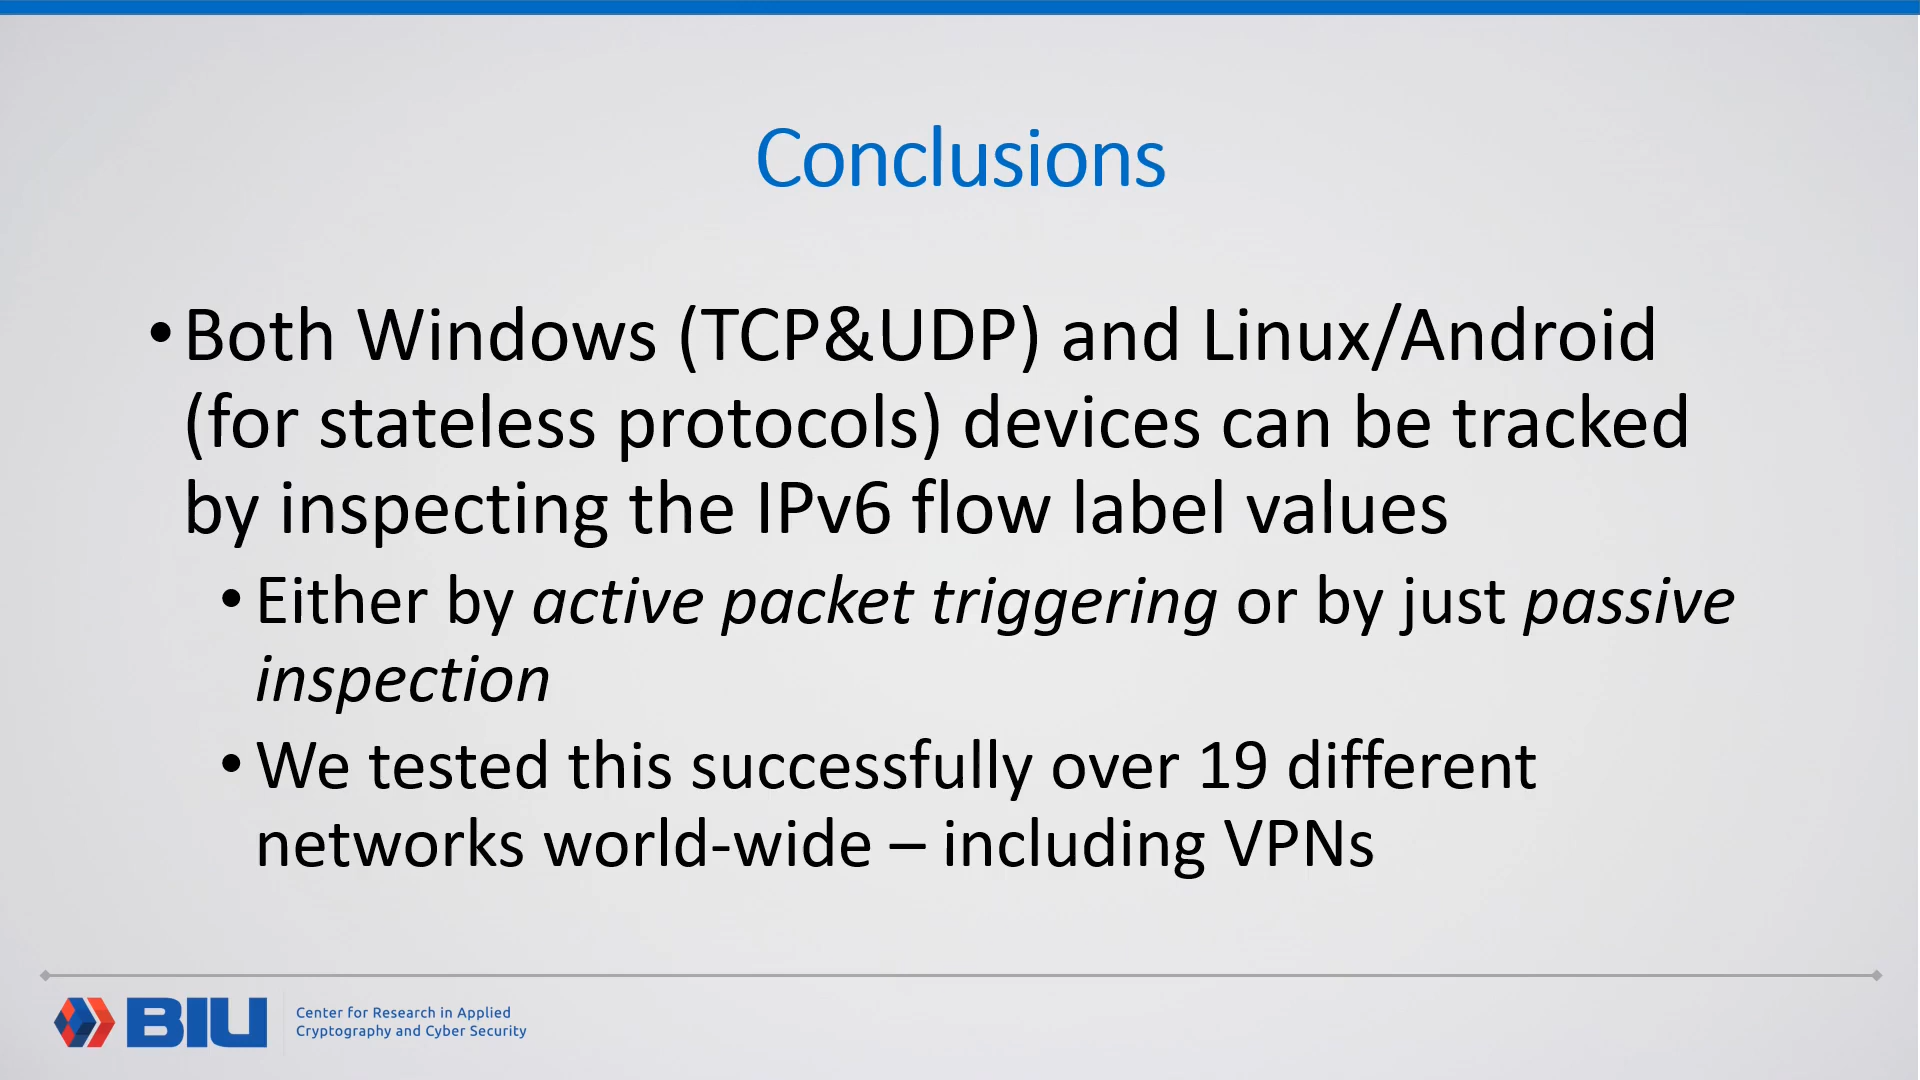 Conclusions
•Both Windows (TCP&UDP) and Linux/Android
(for stateless protocols) devices can be tracked
by inspecting the IPv6 flow label values
•Either by active packet triggering or by just passive
inspection
•We tested this successfully over 19 different
networks world-wide – including VPNs
BIU
Center for Research in Applied
Cryptography and Cyber Security